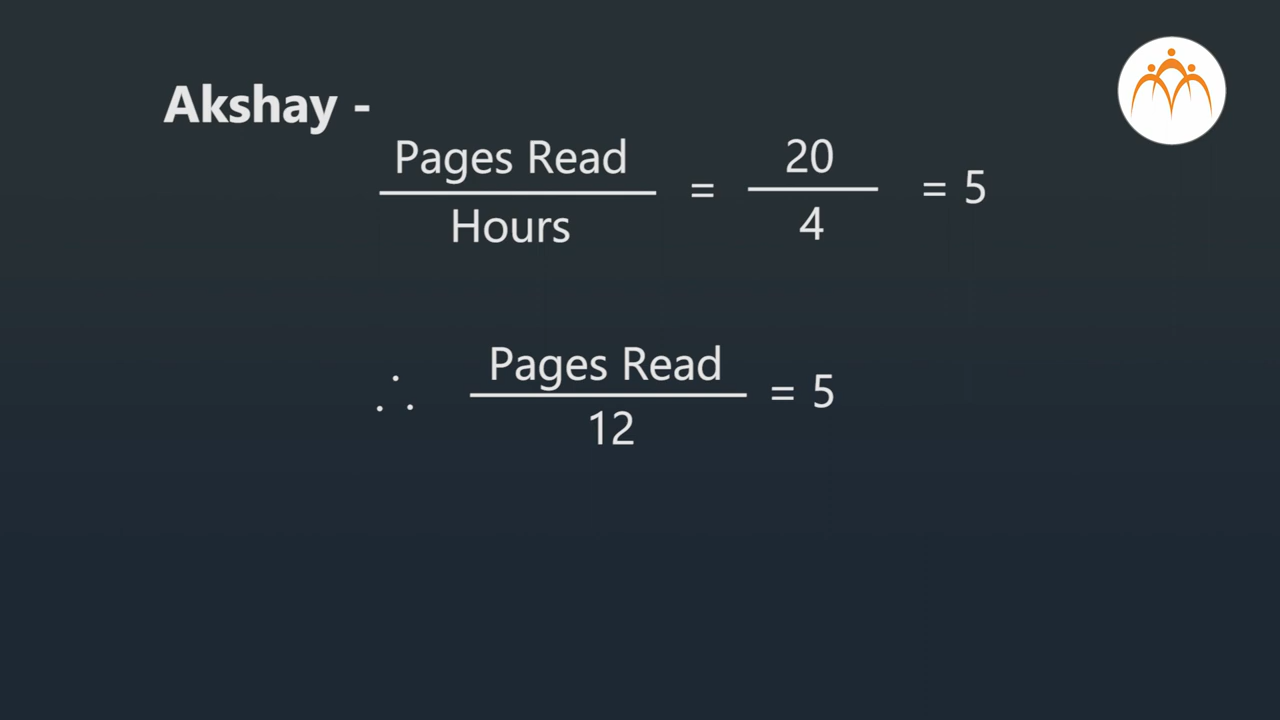 Akshay -
Pages Read
Hours
=
20
4
= 5
∴
Pages Read
12
= 5